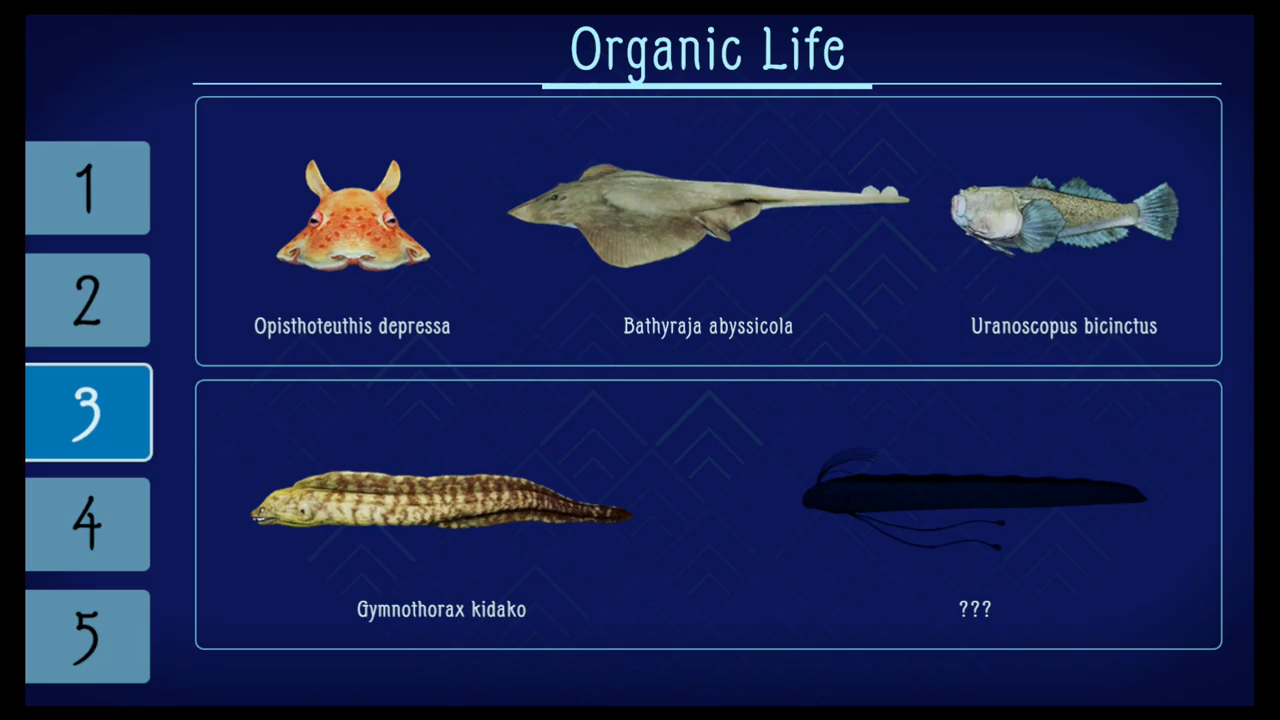 Organic Life
1
2
3
4
5
Opisthoteuthis depressa
Bathyraja abyssicola
Uranoscopus bicinctus
Gymnothorax kidako
???